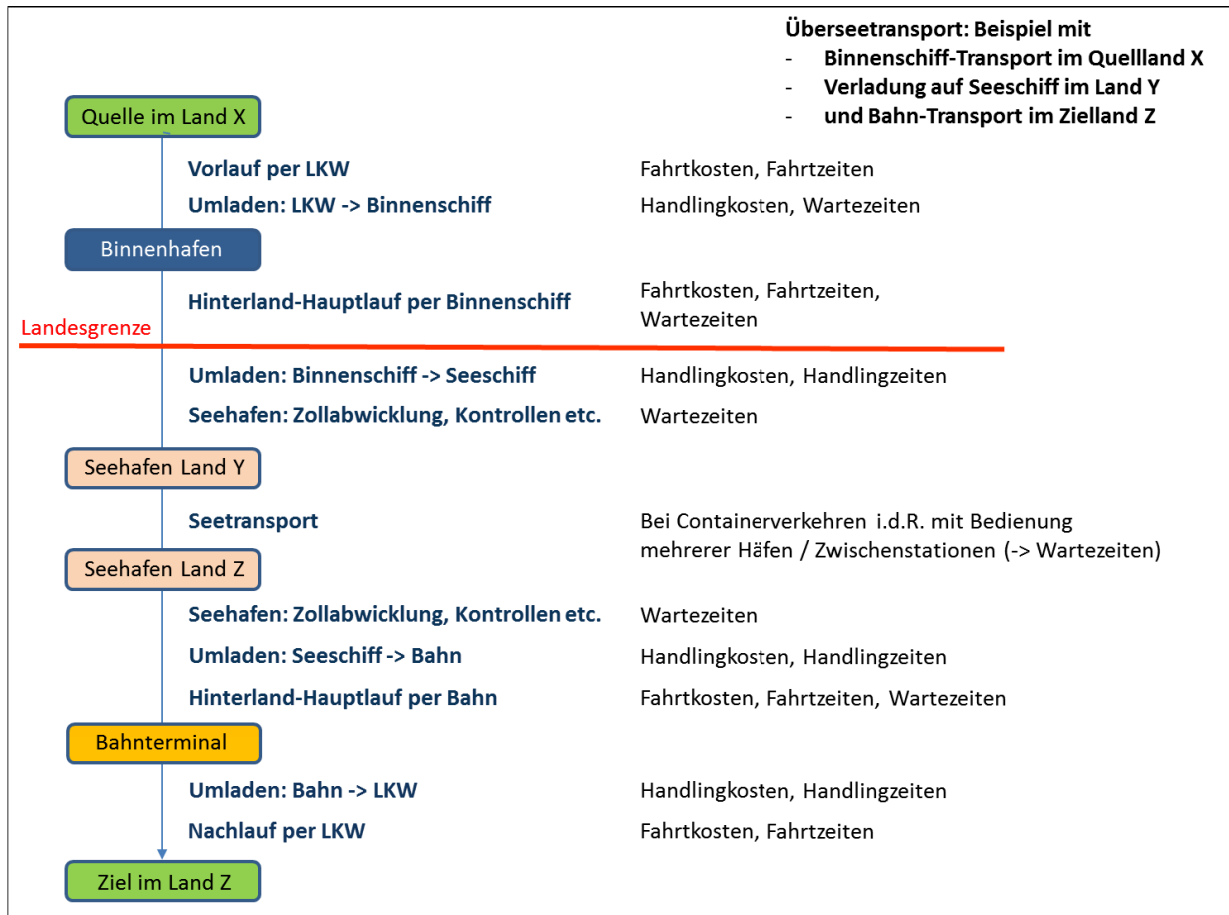 Überseetransport: Beispiel mit
- Binnenschiff-Transport im Quellland X
- Verladung auf Seeschiff im Land Y
- und Bahn-Transport im Zielland Z
Quelle im Land X
Vorlauf per LKW Fahrtkosten, Fahrtzeiten
Umladen: LKW -> Binnenschiff Handlingkosten, Wartezeiten
Binnenhafen
Hinterland-Hauptlauf per Binnenschiff Fahrtkosten, Fahrtzeiten,
Wartezeiten
Landesgrenze
Umladen: Binnenschiff -> Seeschiff Handlingkosten, Handlingzeiten
Seehafen: Zollabwicklung, Kontrollen etc. Wartezeiten
Seehafen Land Y
Seetransport Bei Containerverkehren i.d.R. mit Bedienung
mehrerer Häfen / Zwischenstationen (-> Wartezeiten)
Seehafen Land Z
Seehafen: Zollabwicklung, Kontrollen etc. Wartezeiten
Umladen: Seeschiff -> Bahn Handlingkosten, Handlingzeiten
Hinterland-Hauptlauf per Bahn Fahrtkosten, Fahrtzeiten, Wartezeiten
Bahnterminal
Umladen: Bahn -> LKW Handlingkosten, Handlingzeiten
Nachlauf per LKW Fahrtkosten, Fahrtzeiten
Ziel im Land Z